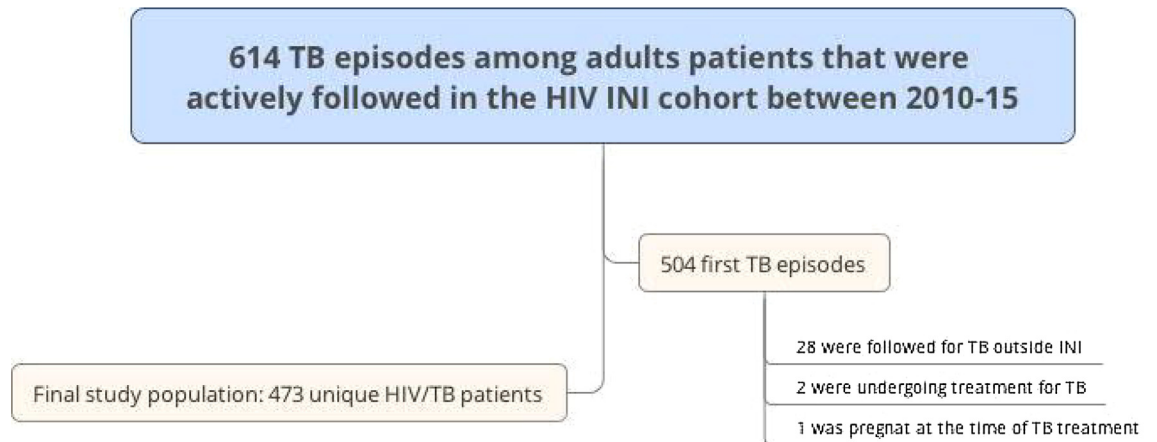 614 TB episodes among adults patients that were
actively followed in the HIV INI cohort between 2010-15
504 first TB episodes
28 were followed for TB outside INI
2 were undergoing treatment for TB
1 was pregnat at the time of TB treatment
Final study population: 473 unique HIV/TB patients